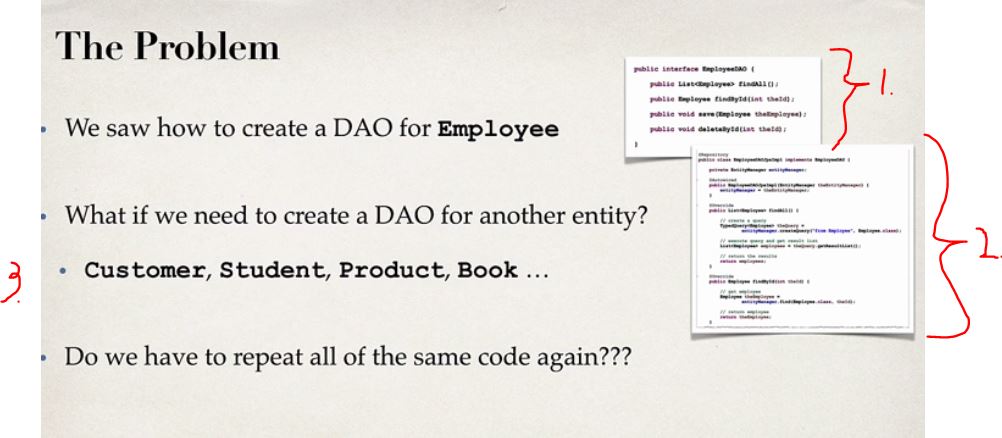 The Problem
We saw how to create a DAO for Employee
What if we need to create a DAO for another entity?
Customer, Student, Product, Book ...
Do we have to repeat all of the same code again???
public interface EmployeeDAO {
public List<Employee> findAll();
public Employee findById(int theId);
public void save(Employee theEmployee);
public void deleteById(int theId);
}
1.
@Repository
public class EmployeeDAOJpaImpl implements EmployeeDAO {
private EntityManager entityManager;
@Autowired
public EmployeeDAOJpaImpl(EntityManager theEntityManager) {
entityManager = theEntityManager;
}
@Override
public List<Employee> findAll() {
// create a query
TypedQuery<Employee> theQuery =
entityManager.createQuery("from Employee", Employee.class);
// execute query and get result list
List<Employee> employees = theQuery.getResultList();
// return the results
return employees;
}
@Override
public Employee findById(int theId) {
// get employee
Employee theEmployee =
entityManager.find(Employee.class, theId);
// return employee
return theEmployee;
}
2.
3.